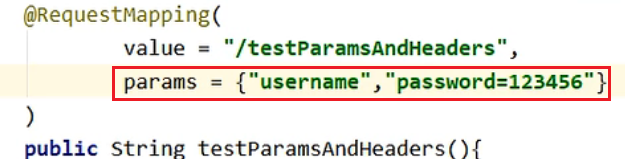 @RequestMapping(
value = "/testParamsAndHeaders",
params = {"username","password=123456"}
)
public String testParamsAndHeaders(){